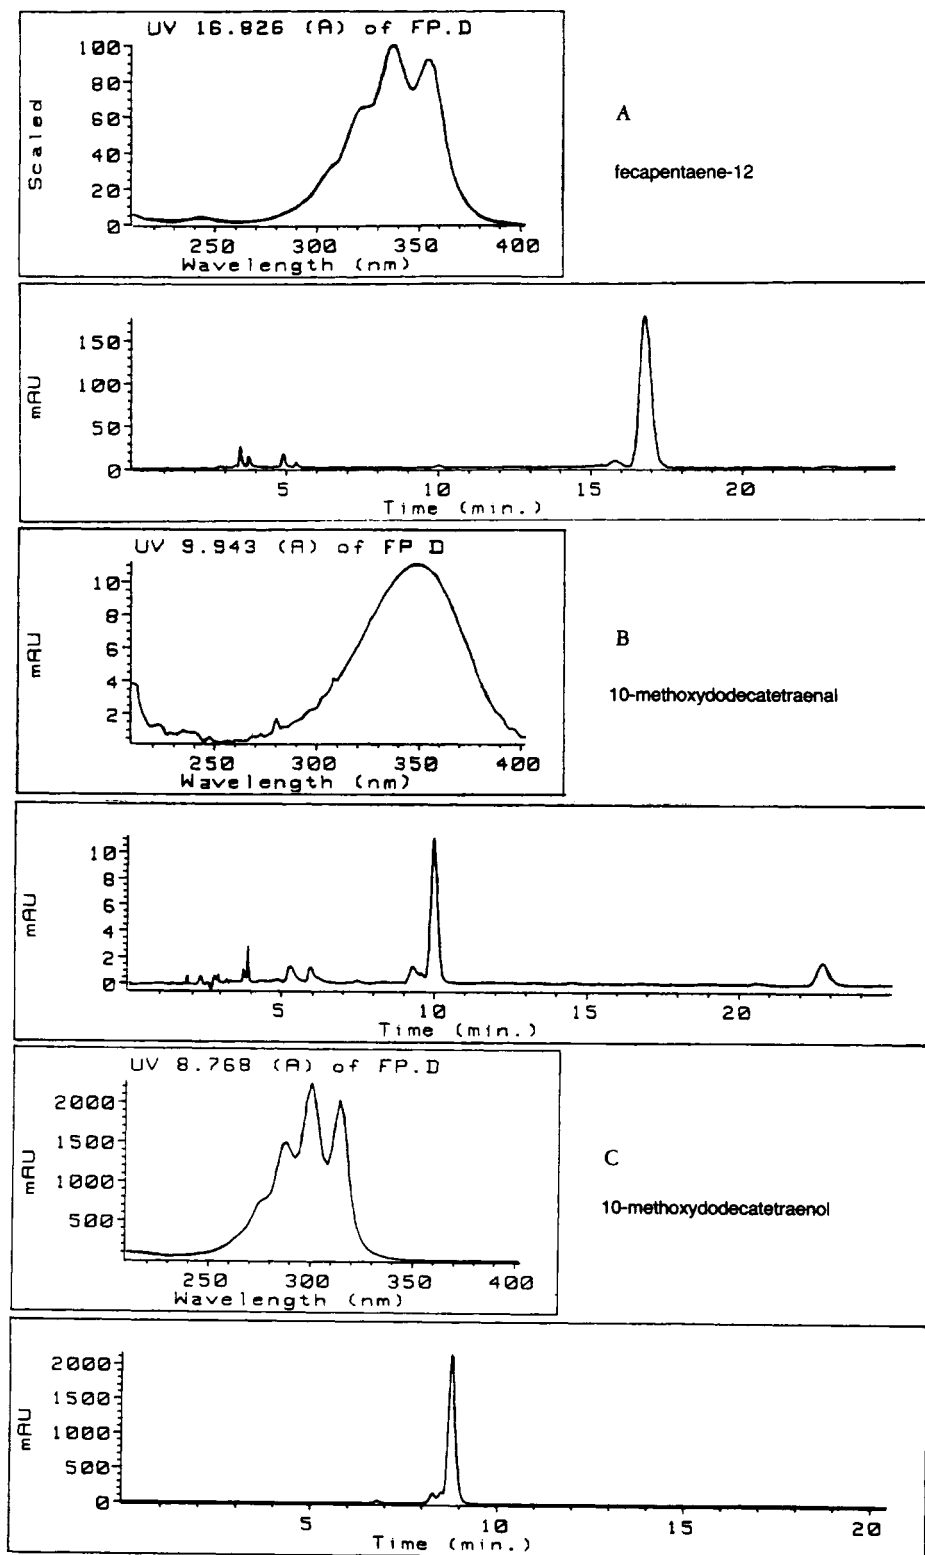 UV 16.826 (A) of FP.D
Scaled
100
80
60
40
20
0
250 300 350 400
Wavelength (nm)
A
fecapentaene-12
mAU
150
100
50
0
5 10 15 20
Time (min.)
UV 9.943 (A) of FP D
mAU
10
8
6
4
2
250 300 350 400
Wavelength (nm)
B
10-methoxydodecatetraenal
mAU
10
8
6
4
2
0
5 10 15 20
Time (min.)
UV 8.768 (A) of FP.D
mAU
2000
1500
1000
500
250 300 350 400
Wavelength (nm)
C
10-methoxydodecatetraenol
mAU
2000
1500
1000
500
0
5 10 15 20
Time (min.)